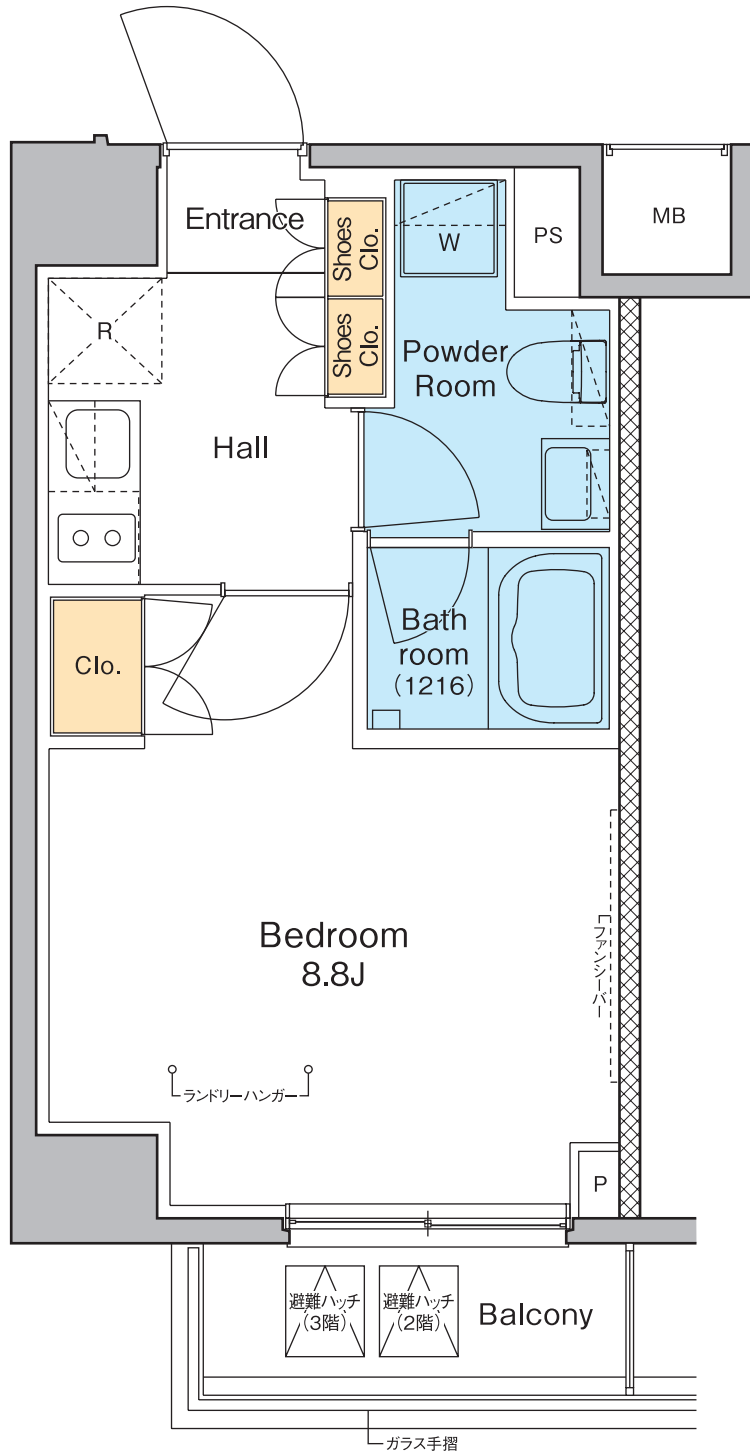 Entrance
Shoes
Clo.
W
PS
MB
R
Shoes
Clo.
Powder
Room
Hall
Clo.
Bath
room
(1216)
Bedroom
8.8J
ファンシーバー
ランドリーハンガー
P
避難ハッチ
(3階)
避難ハッチ
(2階)
Balcony
ガラス手摺